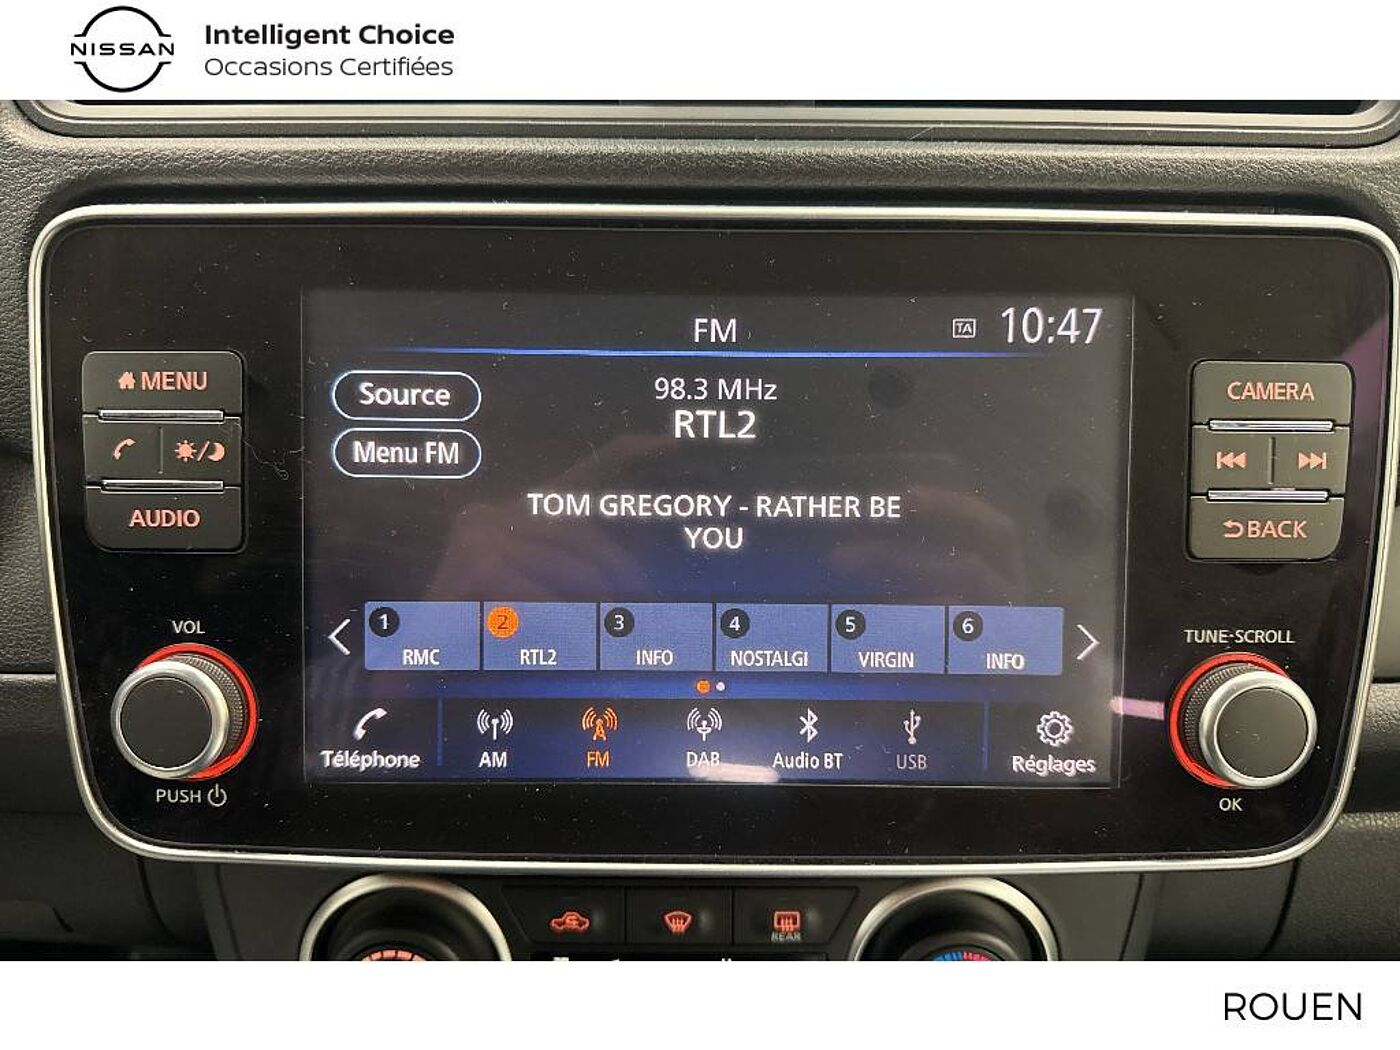 NISSAN
Intelligent Choice
Occasions Certifiées
FM
TA
10:47
MENU
AUDIO
VOL
PUSH
Source
Menu FM
98.3 MHz
RTL2
TOM GREGORY - RATHER BE
YOU
1 RMC
2 RTL2
3 INFO
4 NOSTALGI
5 VIRGIN
6 INFO
Téléphone
AM
FM
DAB
Audio BT
USB
Réglages
CAMERA
BACK
TUNE·SCROLL
OK
REAR
ROUEN